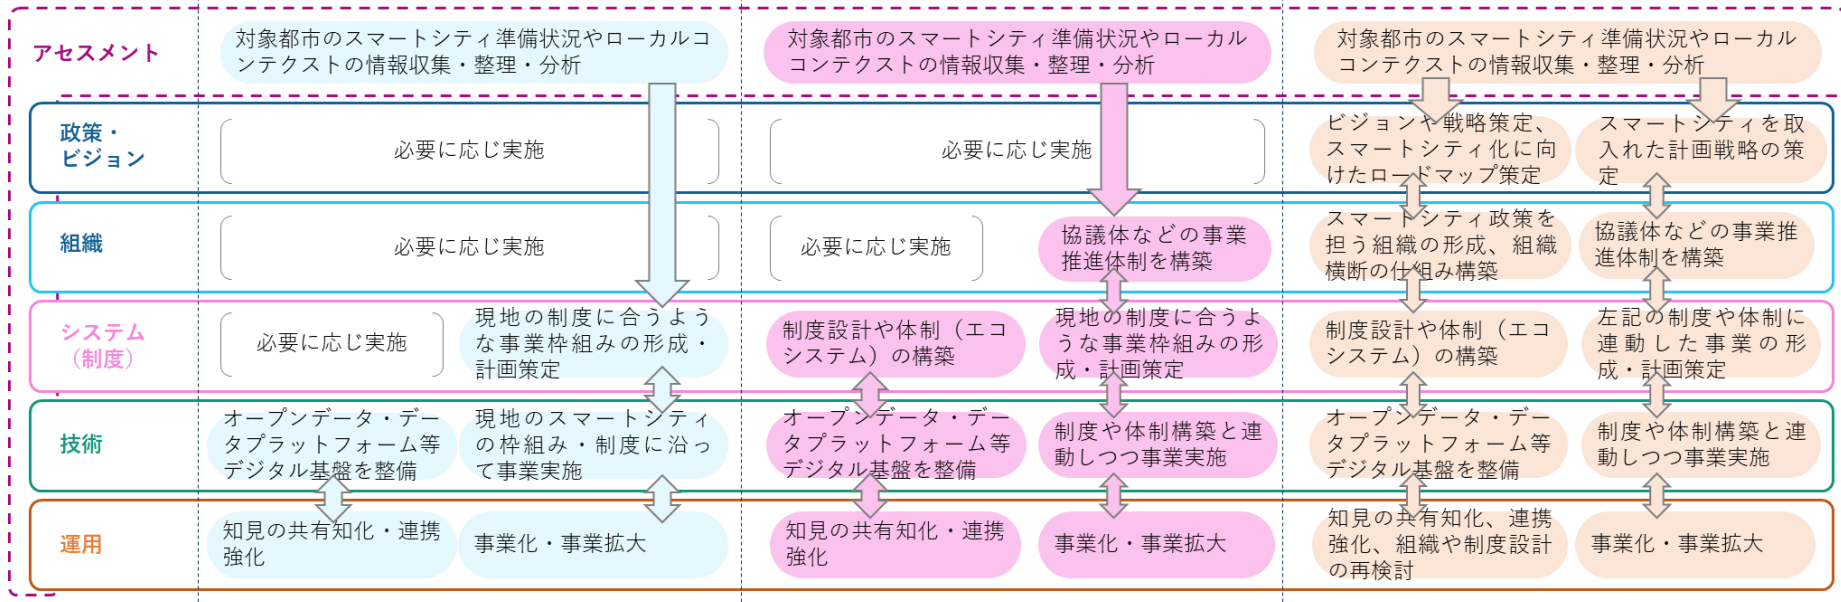 アセスメント
対象都市のスマートシティ準備状況やローカルコ
ンテクストの情報収集・整理・分析
対象都市のスマートシティ準備状況やローカル
コンテクストの情報収集・整理・分析
対象都市のスマートシティ準備状況やローカル
コンテクストの情報収集・整理・分析
政策・
ビジョン
必要に応じ実施
必要に応じ実施
ビジョンや戦略策定、
スマートシティ化に向
けたロードマップ策定
スマートシティを取
入れた計画戦略の策
定
組織
必要に応じ実施
必要に応じ実施
協議体などの事業
推進体制を構築
スマートシティ政策を
担う組織の形成、組織
横断の仕組み構築
協議体などの事業推
進体制を構築
システム
（制度）
必要に応じ実施
現地の制度に合うよう
な事業枠組みの形成・
計画策定
制度設計や体制（エコ
システム）の構築
現地の制度に合うよ
うな事業枠組みの形
成・計画策定
制度設計や体制（エコ
システム）の構築
左記の制度や体制に
連動した事業の形
成・計画策定
技術
オープンデータ・デー
タプラットフォーム等
デジタル基盤を整備
現地のスマートシティ
の枠組み・制度に沿っ
て事業実施
オープンデータ・デー
タプラットフォーム等
デジタル基盤を整備
制度や体制構築と連
動しつつ事業実施
オープンデータ・デー
タプラットフォーム等
デジタル基盤を整備
制度や体制構築と連
動しつつ事業実施
運用
知見の共有知化・連携
強化
事業化・事業拡大
知見の共有知化・連携
強化
事業化・事業拡大
知見の共有知化、連携
強化、組織や制度設計
の再検討
事業化・事業拡大